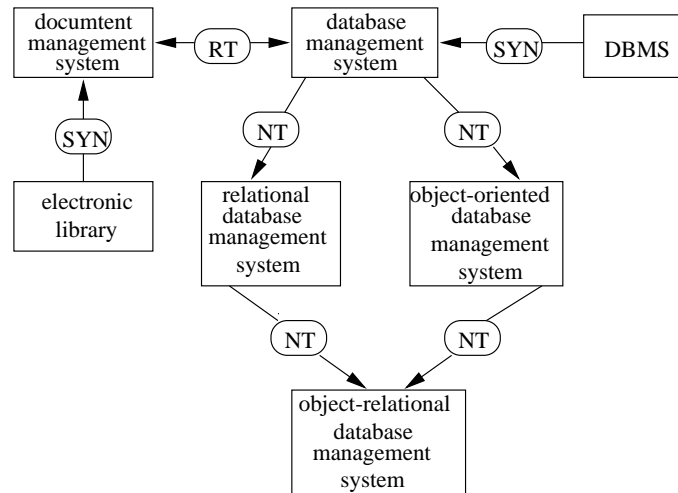 documtent
management
system
RT
database
management
system
SYN
DBMS
SYN
NT
NT
electronic
library
relational
database
management
system
object-oriented
database
management
system
NT
NT
object-relational
database
management
system